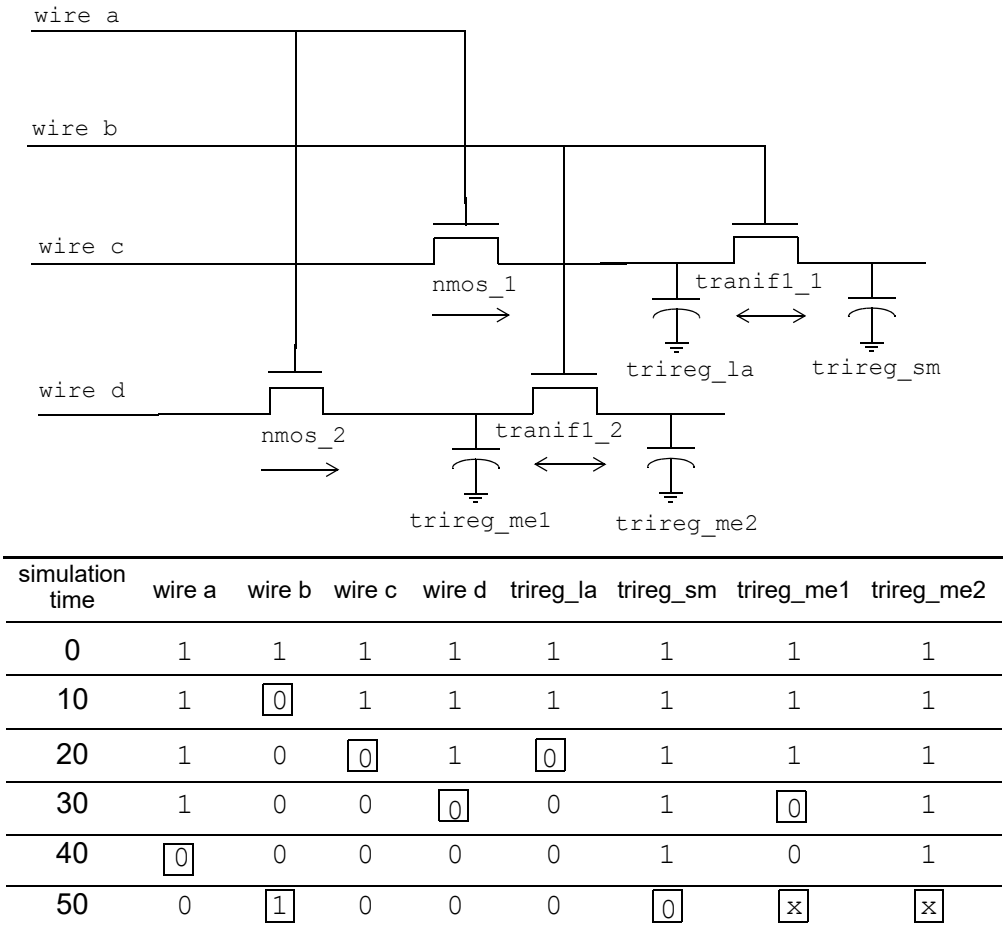 wire a
wire b
wire c
nmos_1
tranif1_1
trireg_la
trireg_sm
wire d
nmos_2
tranif1_2
trireg_me1
trireg_me2
simulation time wire a wire b wire c wire d trireg_la trireg_sm trireg_me1 trireg_me2
0 1 1 1 1 1 1 1 1
10 1 0 1 1 1 1 1 1
20 1 0 0 1 0 1 1 1
30 1 0 0 0 0 1 0 1
40 0 0 0 0 0 1 0 1
50 0 1 0 0 0 0 x x